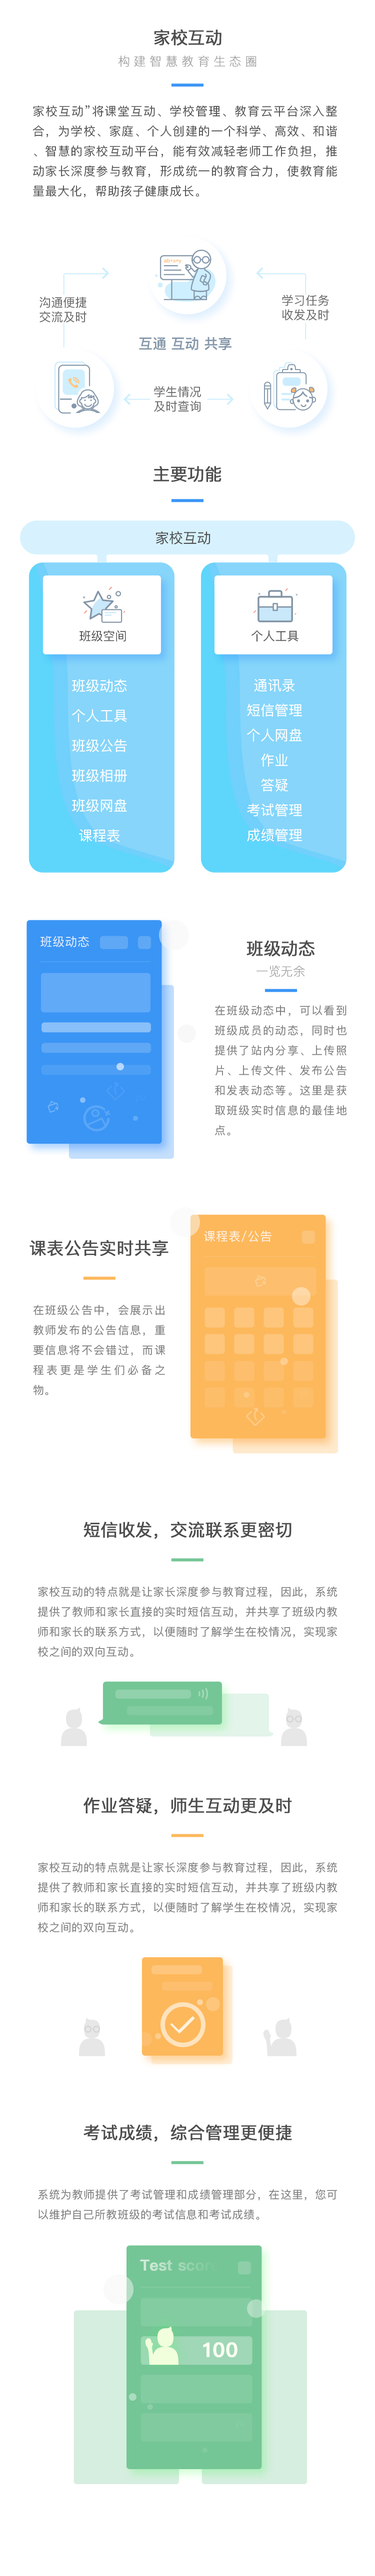 家校互动
构建智慧教育生态圈
家校互动”将课堂互动、学校管理、教育云平台深入整
合，为学校、家庭、个人创建的一个科学、高效、和谐
、智慧的家校互动平台，能有效减轻老师工作负担，推
动家长深度参与教育，形成统一的教育合力，使教育能
量最大化，帮助孩子健康成长。
沟通便捷
交流及时
学习任务
收发及时
互通 互动 共享
学生情况
及时查询
主要功能
家校互动
班级空间
班级动态
个人工具
班级公告
班级相册
班级网盘
课程表
个人工具
通讯录
短信管理
个人网盘
作业
答疑
考试管理
成绩管理
班级动态
班级动态
一览无余
在班级动态中，可以看到
班级成员的动态，同时也
提供了站内分享、上传照
片、上传文件、发布公告
和发表动态等。这里是获
取班级实时信息的最佳地
点。
课表公告实时共享
在班级公告中，会展示出
教师发布的公告信息，重
要信息将不会错过，而课
程表更是学生们必备之
物。
课程表/公告
短信收发，交流联系更密切
家校互动的特点就是让家长深度参与教育过程，因此，系统
提供了教师和家长直接的实时短信互动，并共享了班级内教
师和家长的联系方式，以便随时了解学生在校情况，实现家
校之间的双向互动。
作业答疑，师生互动更及时
家校互动的特点就是让家长深度参与教育过程，因此，系统
提供了教师和家长直接的实时短信互动，并共享了班级内教
师和家长的联系方式，以便随时了解学生在校情况，实现家
校之间的双向互动。
考试成绩，综合管理更便捷
系统为教师提供了考试管理和成绩管理部分，在这里，您可
以维护自己所教班级的考试信息和考试成绩。
Test scor
100